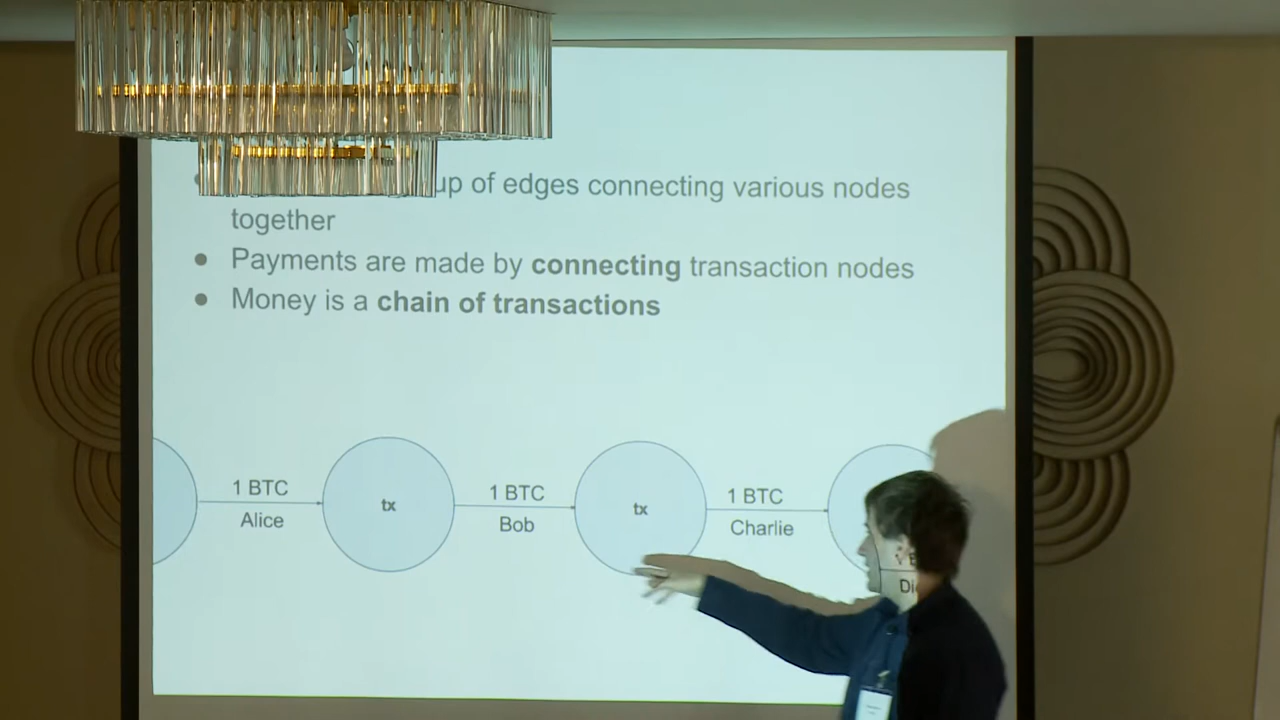 up of edges connecting various nodes
together
Payments are made by connecting transaction nodes
Money is a chain of transactions
1 BTC
Alice
tx
1 BTC
Bob
tx
1 BTC
Charlie